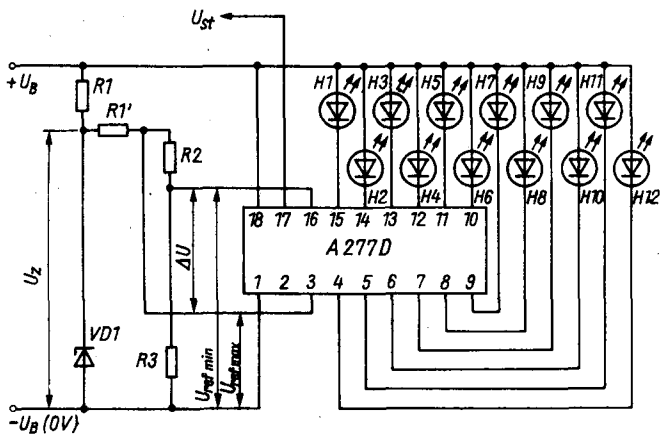 U_st
+U_B
R1
R1'
R2
H1
H3
H5
H7
H9
H11
H2
H4
H6
H8
H10
H12
18 17 16 15 14 13 12 11 10
A277D
1 2 3 4 5 6 7 8 9
U_Z
ΔU
VD1
R3
U_ref min
U_ref max
-U_B (0V)